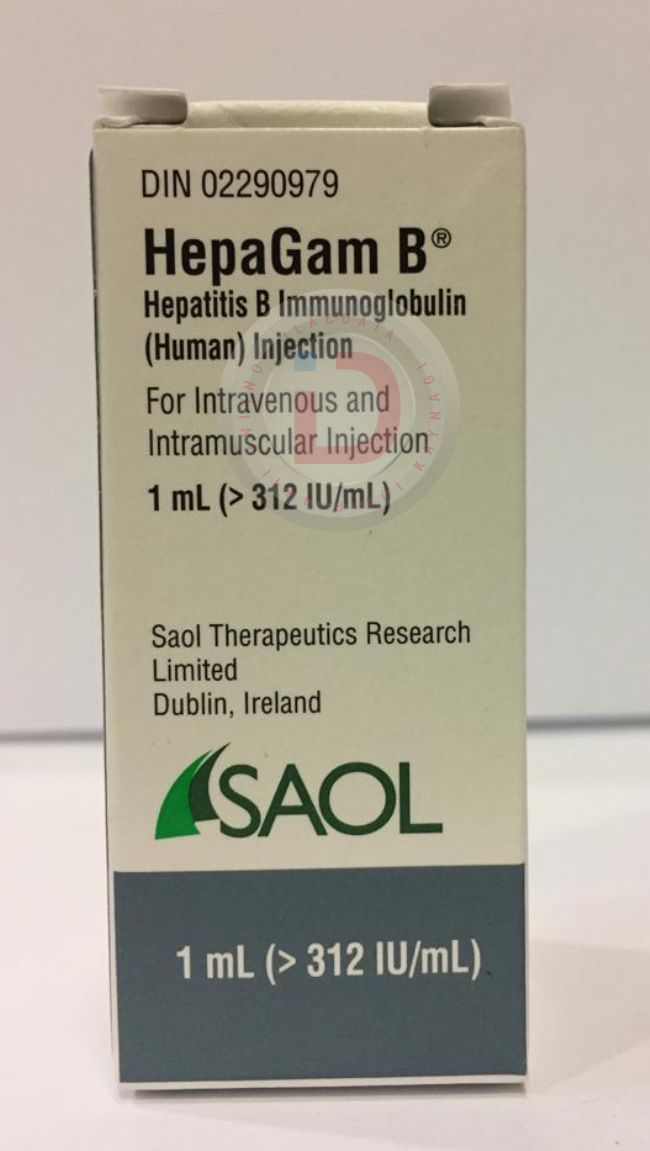 DIN 02290979
HepaGam B®
Hepatitis B Immunoglobulin
(Human) Injection
For Intravenous and
Intramuscular Injection
1 mL (> 312 IU/mL)
Saol Therapeutics Research
Limited
Dublin, Ireland
SAOL
1 mL (> 312 IU/mL)